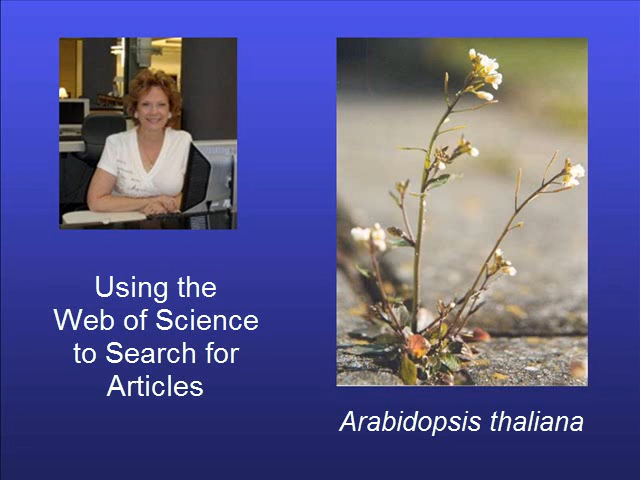 Using the
Web of Science
to Search for
Articles
Arabidopsis thaliana